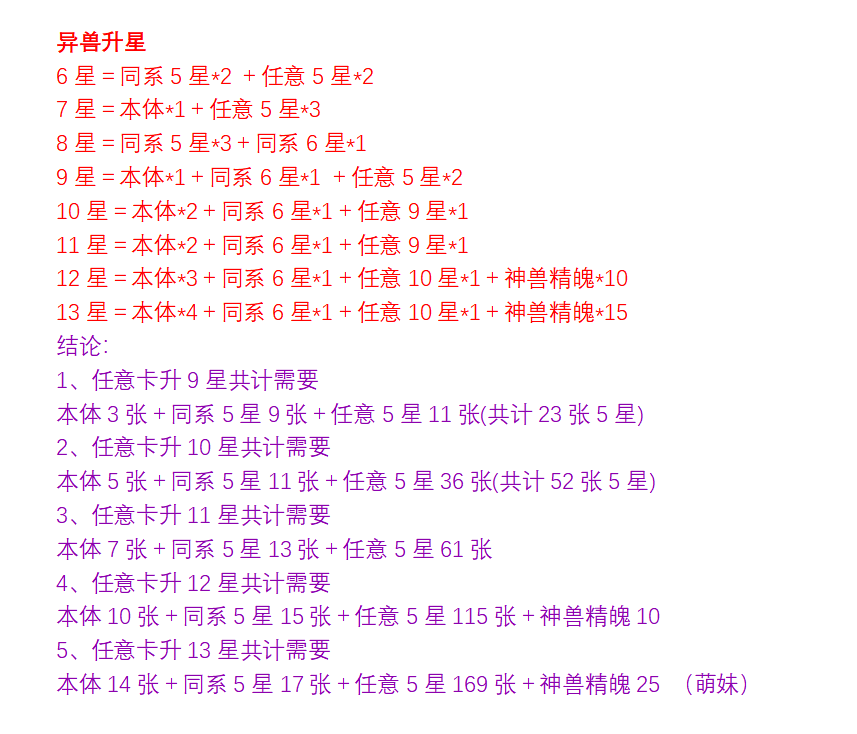 异兽升星
6 星 = 同系 5 星*2 + 任意 5 星*2
7 星 = 本体*1 + 任意 5 星*3
8 星 = 同系 5 星*3 + 同系 6 星*1
9 星 = 本体*1 + 同系 6 星*1 + 任意 5 星*2
10 星 = 本体*2 + 同系 6 星*1 + 任意 9 星*1
11 星 = 本体*2 + 同系 6 星*1 + 任意 9 星*1
12 星 = 本体*3 + 同系 6 星*1 + 任意 10 星*1 + 神兽精魄*10
13 星 = 本体*4 + 同系 6 星*1 + 任意 10 星*1 + 神兽精魄*15
结论:
1、任意卡升 9 星共计需要
本体 3 张 + 同系 5 星 9 张 + 任意 5 星 11 张(共计 23 张 5 星)
2、任意卡升 10 星共计需要
本体 5 张 + 同系 5 星 11 张 + 任意 5 星 36 张(共计 52 张 5 星)
3、任意卡升 11 星共计需要
本体 7 张 + 同系 5 星 13 张 + 任意 5 星 61 张
4、任意卡升 12 星共计需要
本体 10 张 + 同系 5 星 15 张 + 任意 5 星 115 张 + 神兽精魄 10
5、任意卡升 13 星共计需要
本体 14 张 + 同系 5 星 17 张 + 任意 5 星 169 张 + 神兽精魄 25 （萌妹）